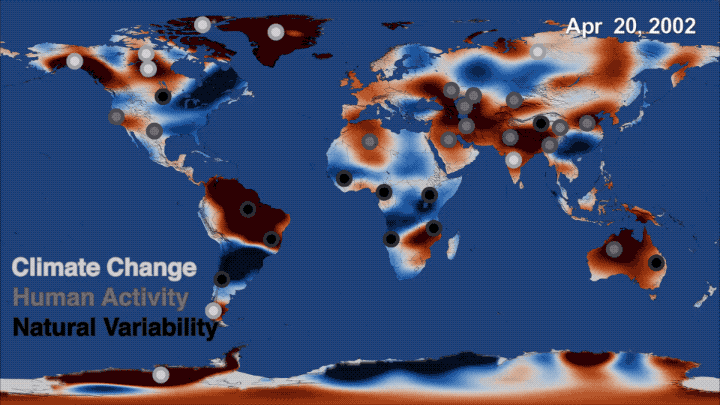 Apr 20, 2002
Climate Change
Human Activity
Natural Variability